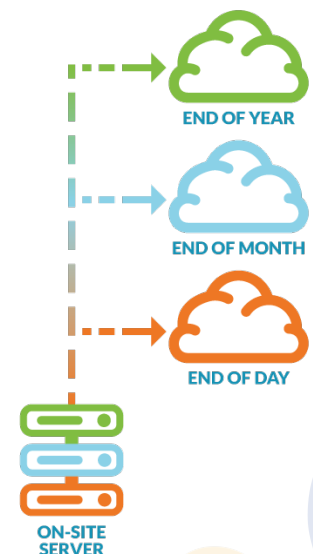 END OF YEAR
END OF MONTH
END OF DAY
ON-SITE
SERVER